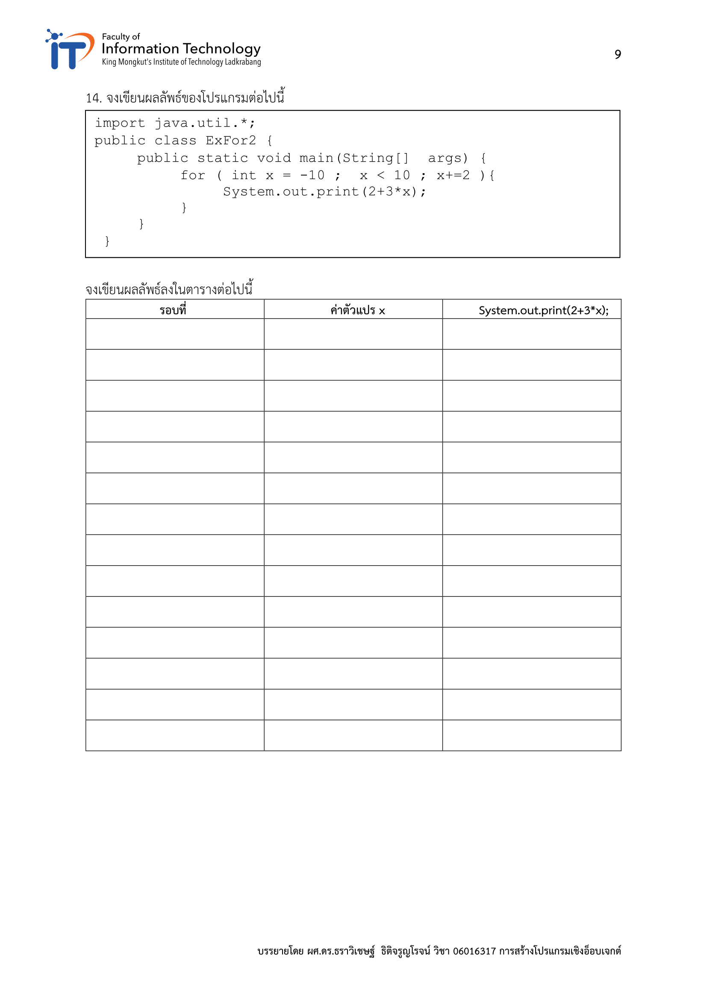 Faculty of
Information Technology
King Mongkut's Institute of Technology Ladkrabang
9
14. จงเขียนผลลัพธ์ของโปรแกรมต่อไปนี้
import java.util.*;
public class ExFor2 {
public static void main(String[]  args) {
for ( int x = -10 ;  x < 10 ; x+=2 ){
System.out.print(2+3*x);
}
}
}
จงเขียนผลลัพธ์ลงในตารางต่อไปนี้
รอบที่ ค่าตัวแปร x System.out.print(2+3*x);
บรรยายโดย ผศ.ดร.ธราวิเชษฐ์  ธิติจรูญโรจน์ วิชา 06016317 การสร้างโปรแกรมเชิงอ็อบเจกต์